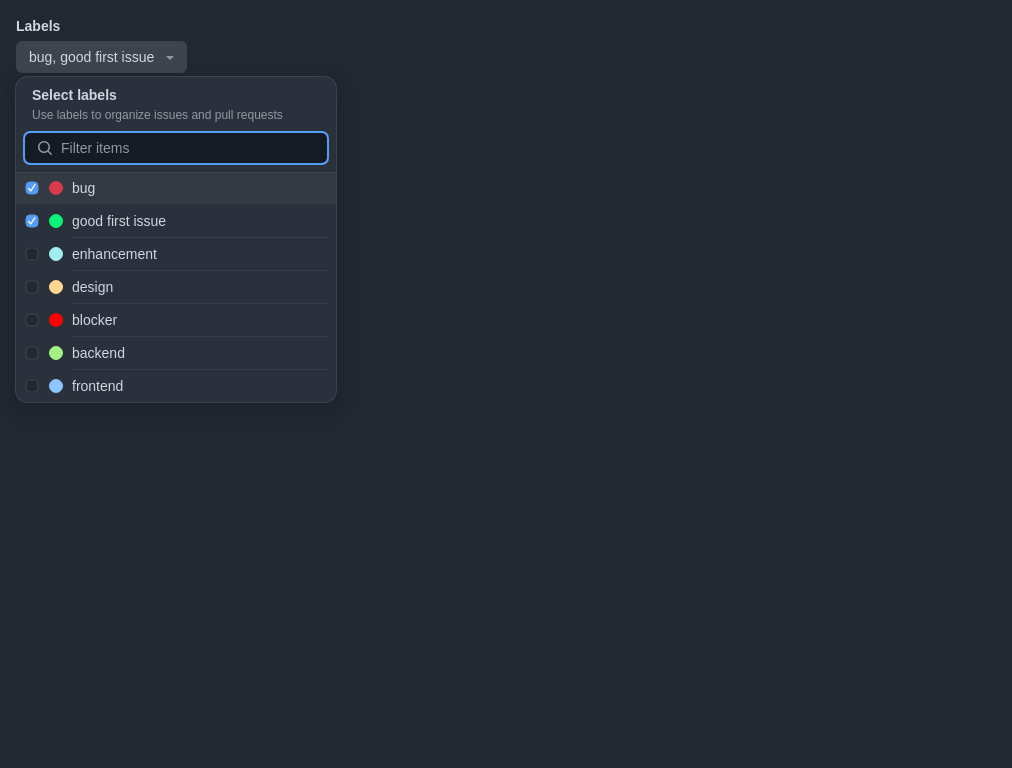 Labels
bug, good first issue
Select labels
Use labels to organize issues and pull requests
Filter items
bug
good first issue
enhancement
design
blocker
backend
frontend